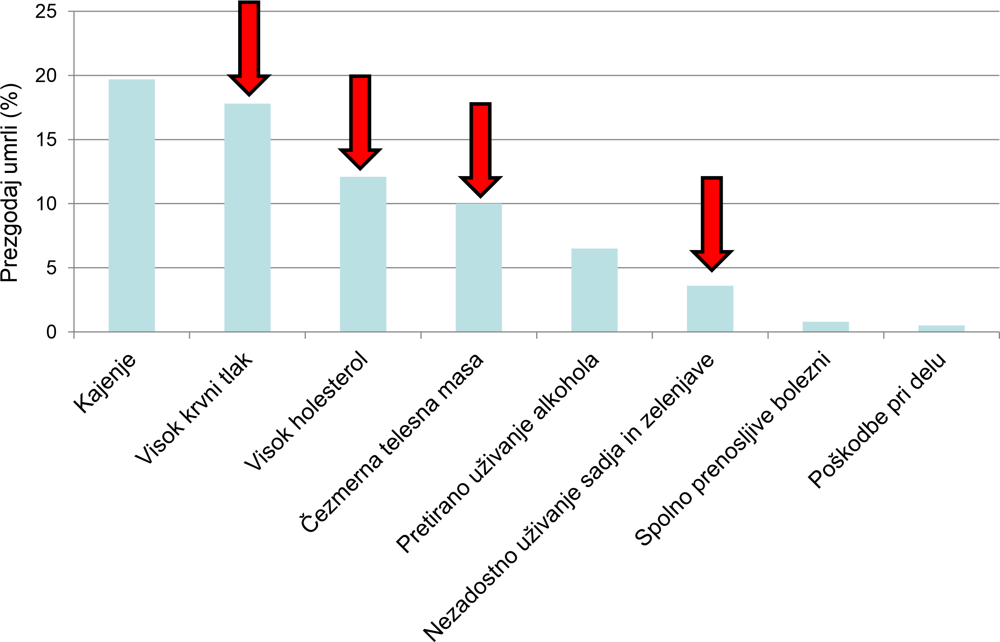 Prezgodaj umrli (%)
25
20
15
10
5
0
Kajenje
Visok krvni tlak
Visok holesterol
Čezmerna telesna masa
Pretirano uživanje alkohola
Nezadostno uživanje sadja in zelenjave
Spolno prenosljive bolezni
Poškodbe pri delu